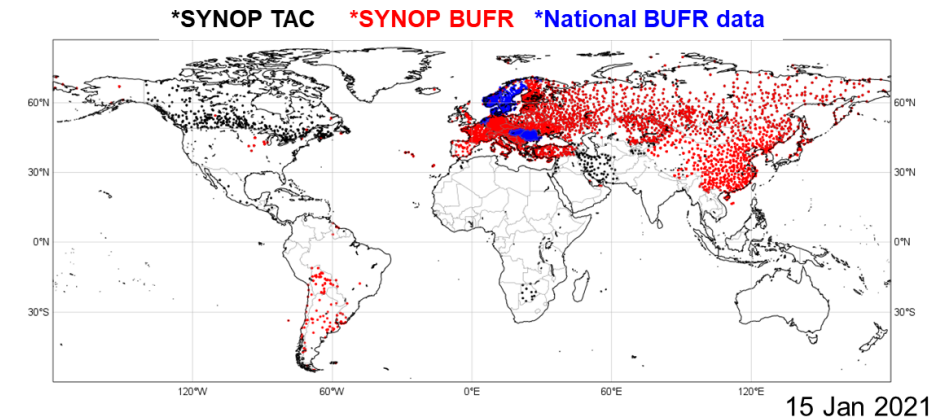 *SYNOP TAC *SYNOP BUFR *National BUFR data
60°N 60°N
30°N 30°N
0°N 0°N
30°S 30°S
120°W 60°W 0°E 60°E 120°E
15 Jan 2021